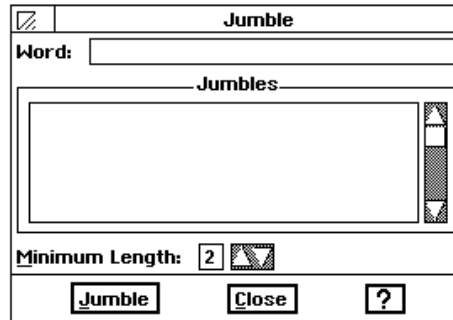 Jumble
Word:
Jumbles
Minimum Length: 2
Jumble Close ?